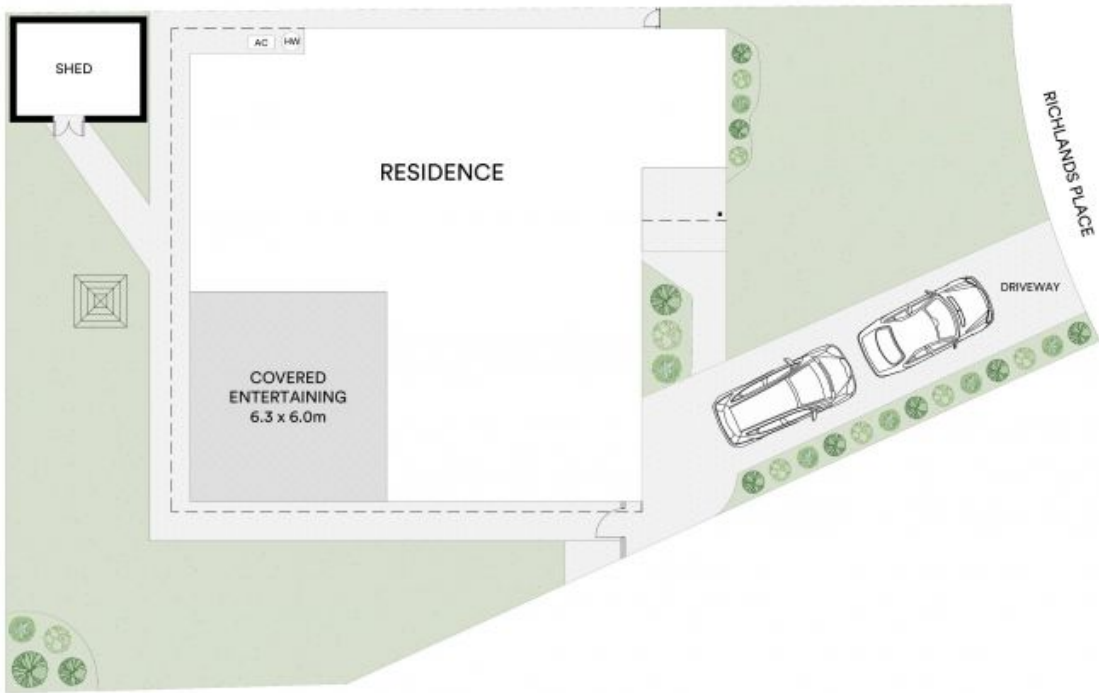 SHED
AC
HW
RESIDENCE
RICHLANDS PLACE
DRIVEWAY
COVERED
ENTERTAINING
6.3 x 6.0m